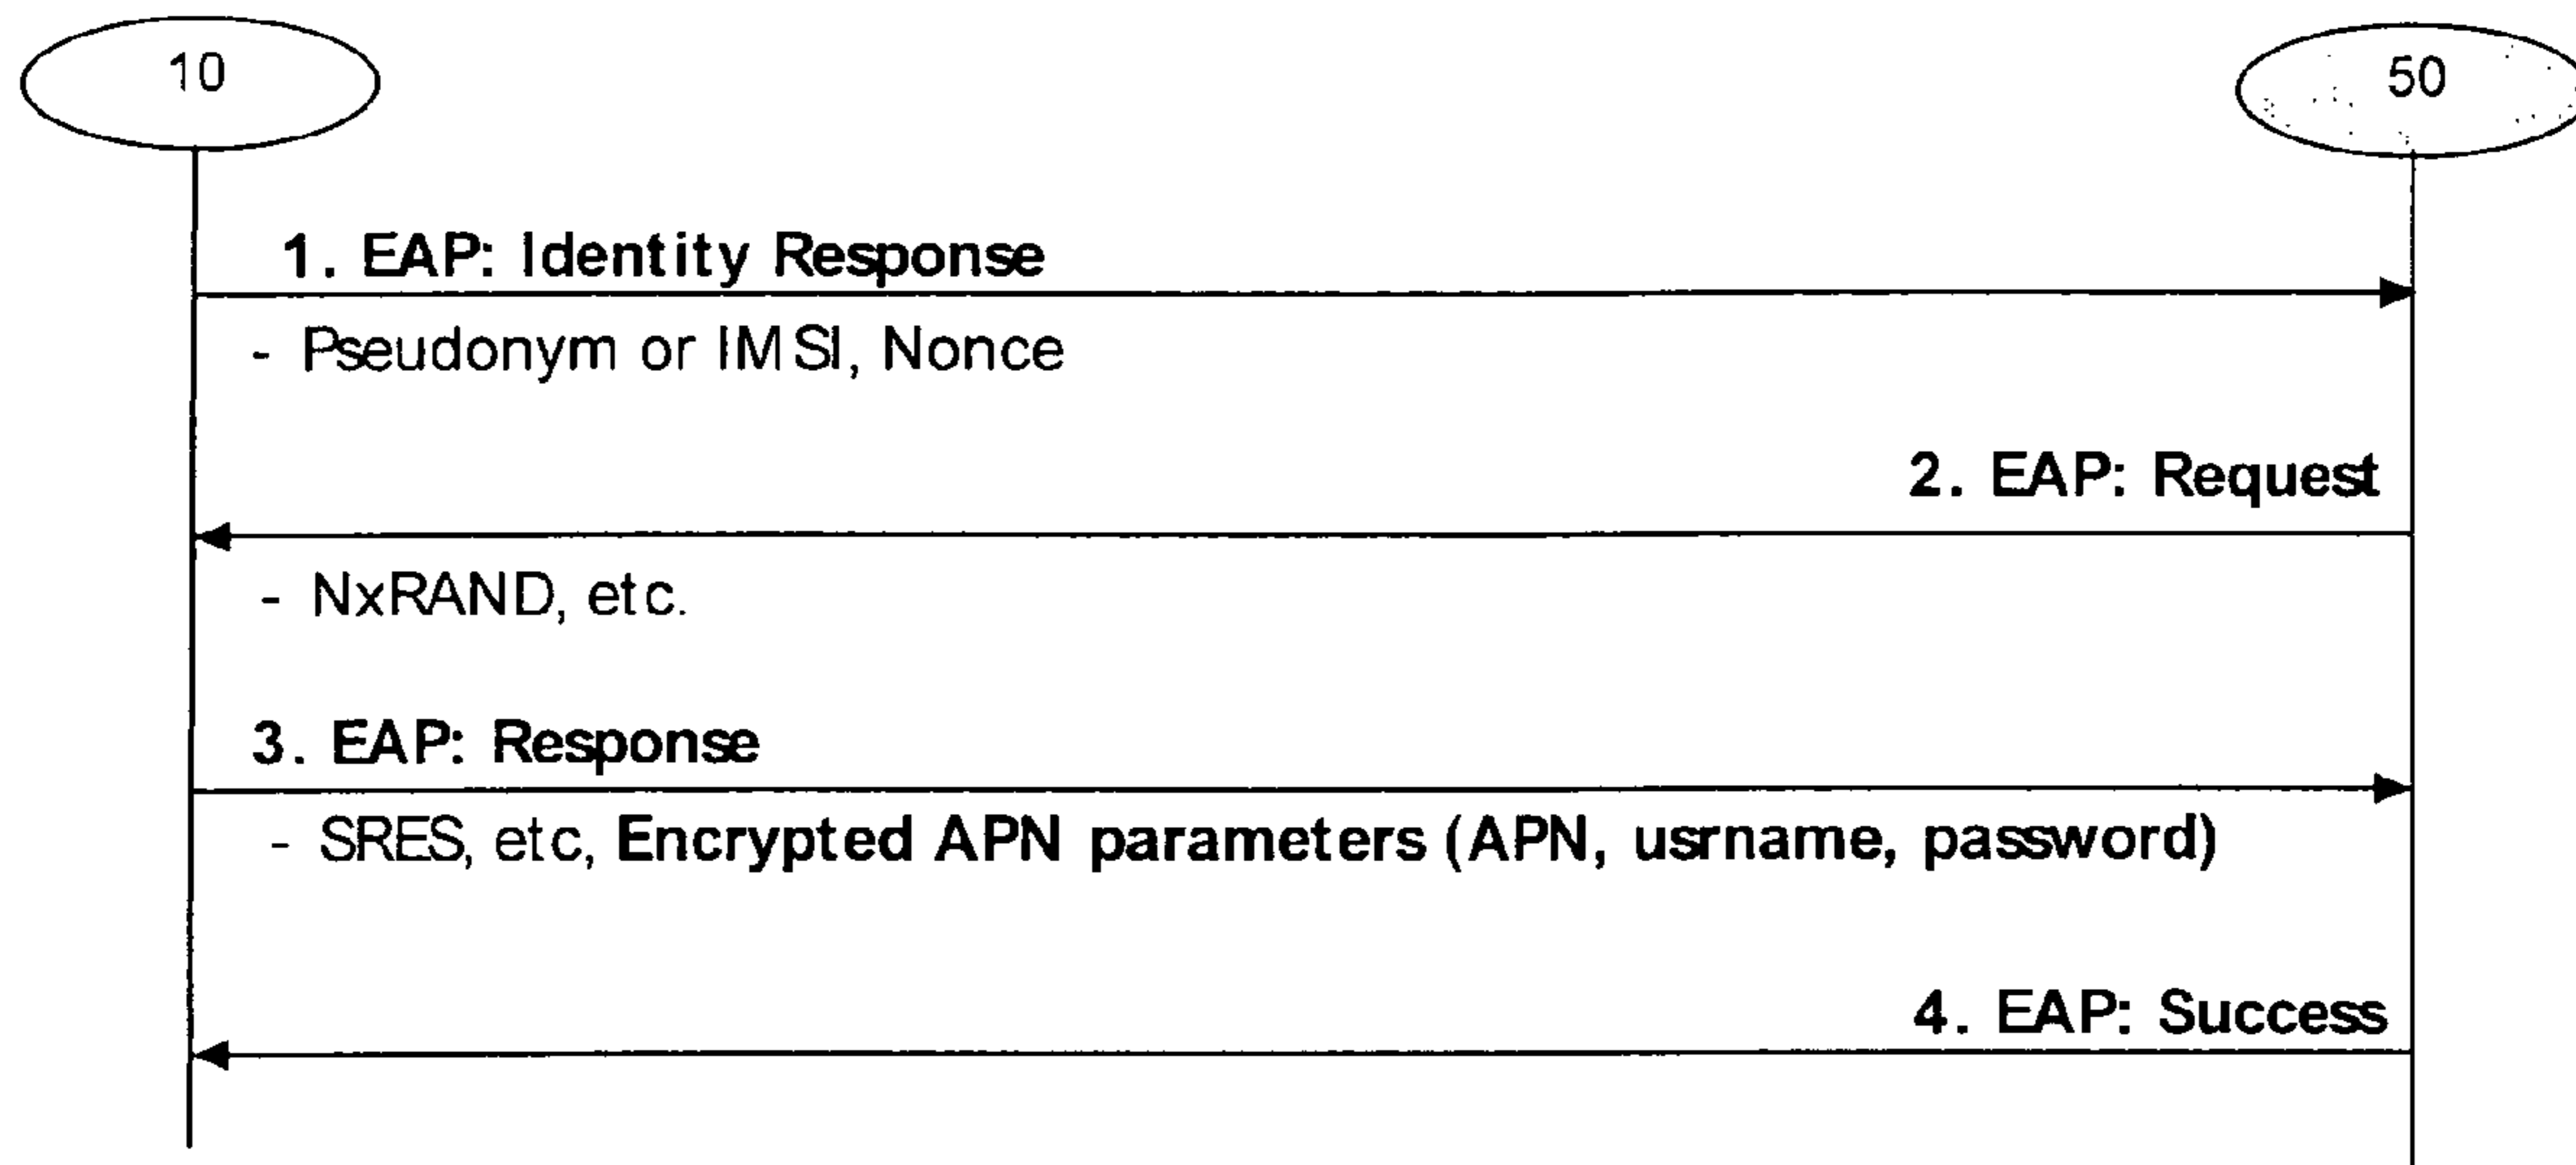 10
50
1. EAP: Identity Response
- Pseudonym or IMSI, Nonce
2. EAP: Request
- NxRAND, etc.
3. EAP: Response
- SRES, etc, Encrypted APN parameters (APN, usrname, password)
4. EAP: Success